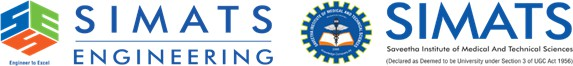 SES
Engineer to Excel
SIMATS
ENGINEERING
SIMATS
Saveetha Institute of Medical And Technical Sciences
(Declared as Deemed to be University under Section 3 of UGC Act 1956)